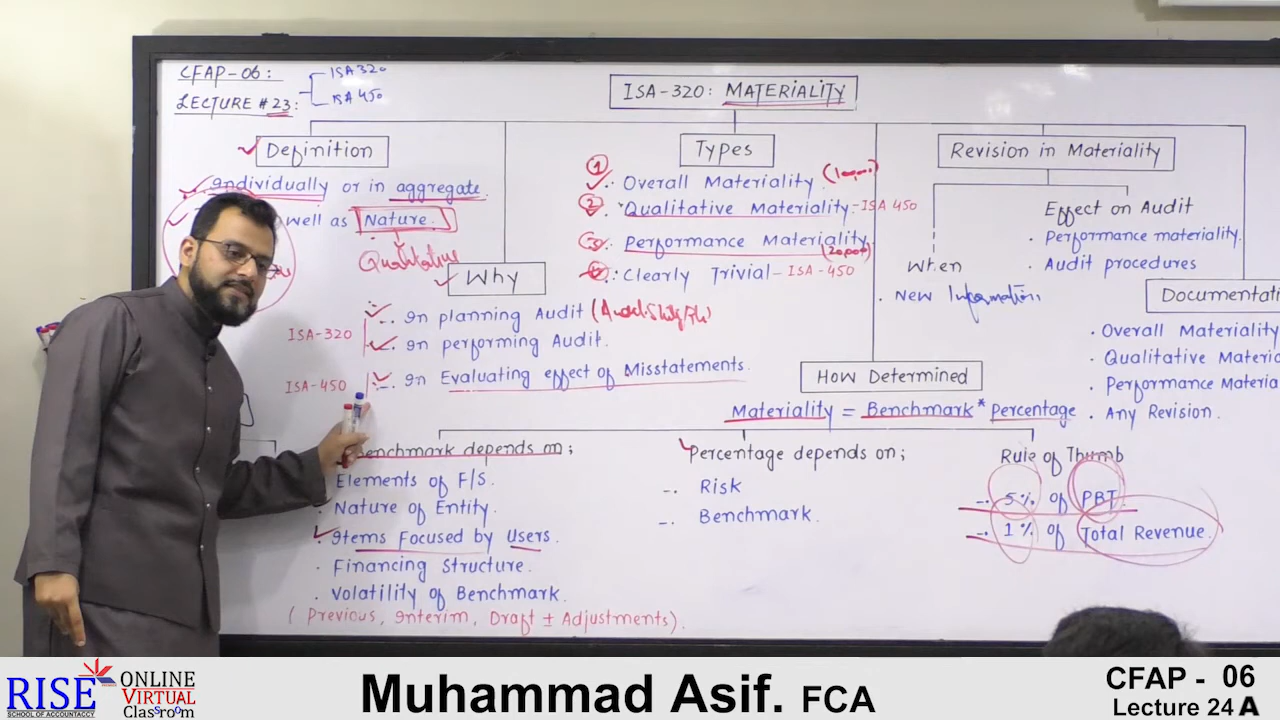 CFAP-06:
ISA 320
ISA 450
LECTURE #23:
ISA-320: MATERIALITY
Definition
Individually or in aggregate
well as Nature.
Qualitative
Why
ISA-320
In planning Audit
In performing Audit.
ISA-450
In Evaluating effect of Misstatements.
Types
1
Overall Materiality
2
Qualitative Materiality - ISA 450
3
Performance Materiality
Clearly Trivial - ISA-450
Revision in Materiality
When
New Information
Effect on Audit
Performance materiality.
Audit procedures
Documentati
Overall Materiality
Qualitative Materia
Performance Materia
Any Revision.
How Determined
Materiality = Benchmark * percentage
Benchmark depends on;
Elements of F/S.
Nature of Entity.
Items Focused by Users.
Financing Structure.
Volatility of Benchmark.
(Previous, Interim, Draft ± Adjustments).
Percentage depends on;
Risk
Benchmark.
Rule of Thumb
5% of PBT.
1% of Total Revenue.
RISE
SCHOOL OF ACCOUNTACY
ONLINE
VIRTUAL
Classroom
Muhammad Asif. FCA
CFAP - 06
Lecture 24 A